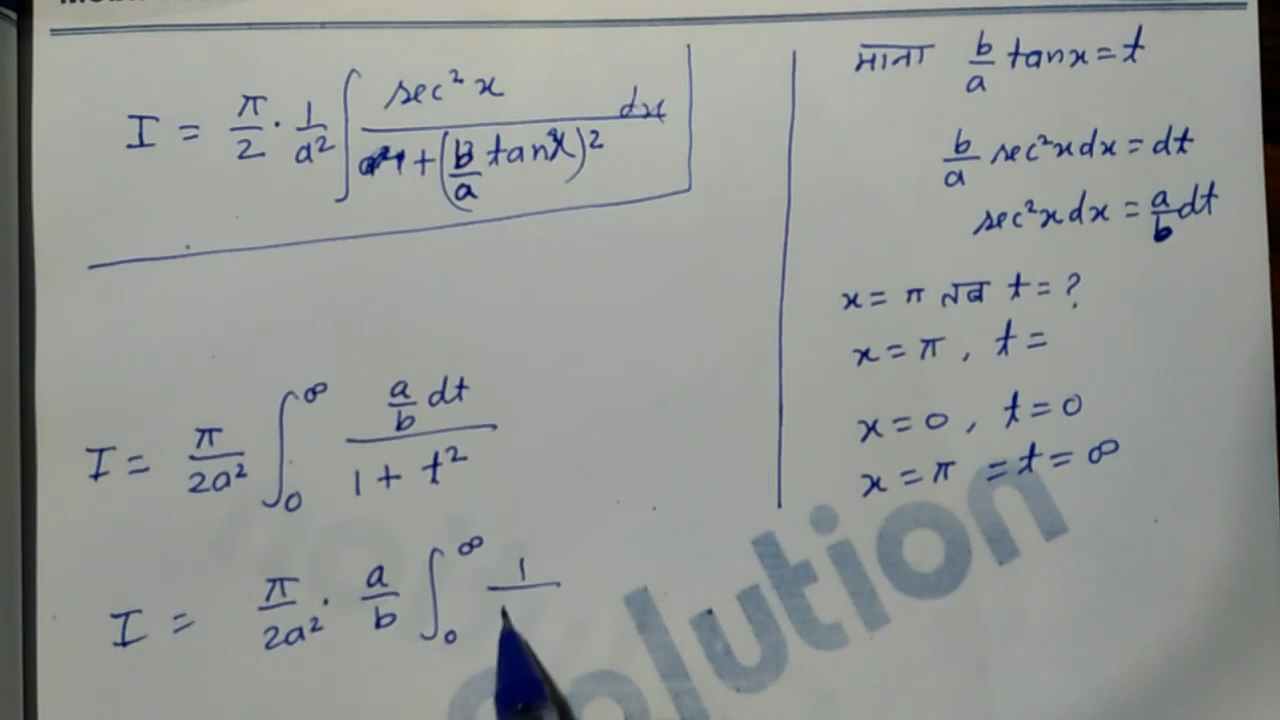 I = π/2 · 1/a² ∫ sec²x / 1 + (b/a tanx)² dx
I = π/2a² ∫₀^∞ a/b dt / 1 + t²
I = π/2a² · a/b ∫₀^∞ 1
माना b/a tanx = t
b/a sec²x dx = dt
sec²x dx = a/b dt
x = π तब t = ?
x = π , t =
x = 0 , t = 0
x = π = t = ∞
olution